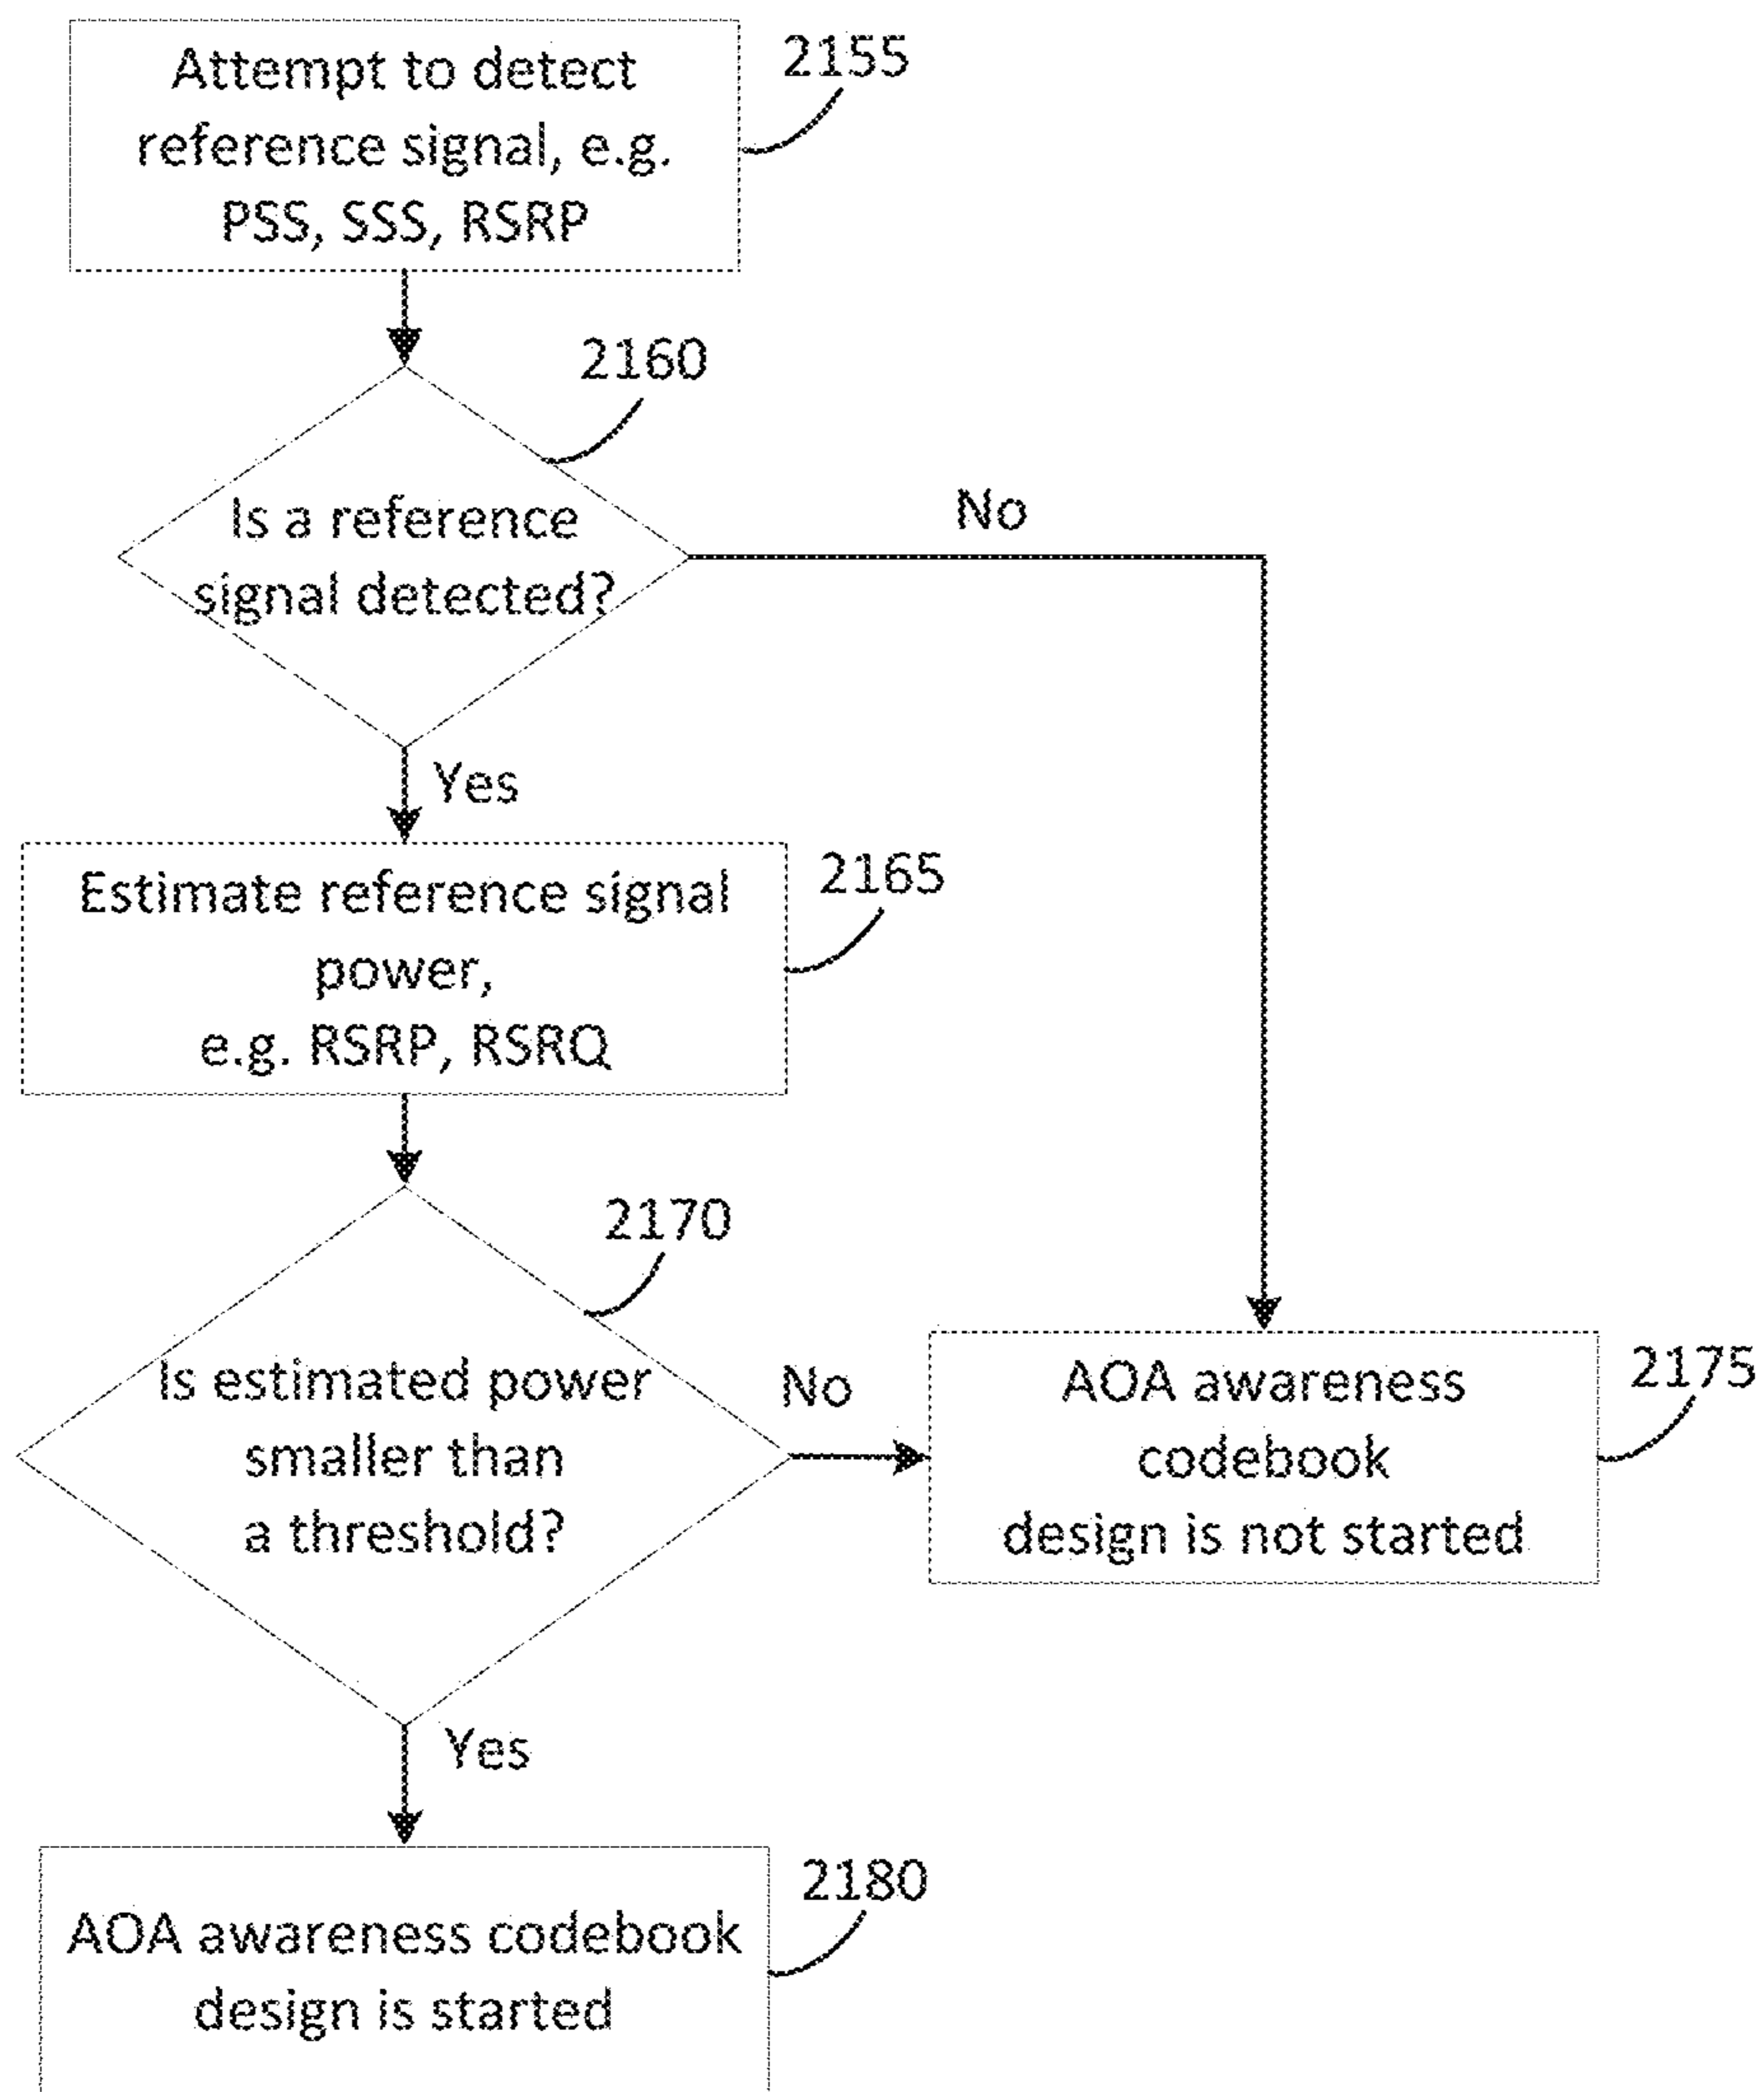 Attempt to detect
reference signal, e.g.
PSS, SSS, RSRP
2155
2160
Is a reference
signal detected?
No
Yes
Estimate reference signal
power,
e.g. RSRP, RSRQ
2165
2170
Is estimated power
smaller than
a threshold?
No
AOA awareness
codebook
design is not started
2175
Yes
AOA awareness codebook
design is started
2180